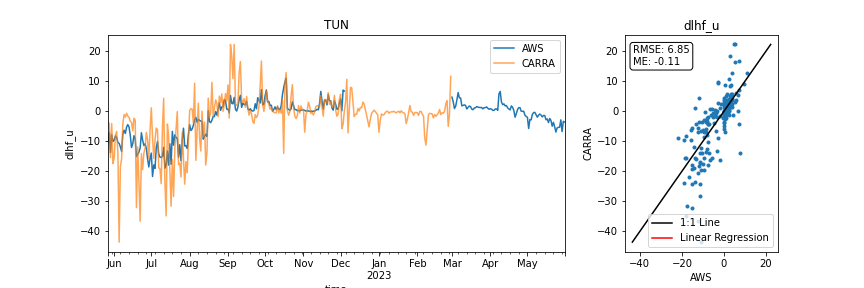 TUN
dlhf_u
20
10
0
−10
−20
−30
−40
dlhf_u
AWS
CARRA
Jun
Jul
Aug
Sep
Oct
Nov
Dec
Jan
2023
Feb
Mar
Apr
May
dlhf_u
RMSE: 6.85
ME: -0.11
20
10
0
−10
−20
−30
−40
CARRA
1:1 Line
Linear Regression
−40
−20
0
20
AWS